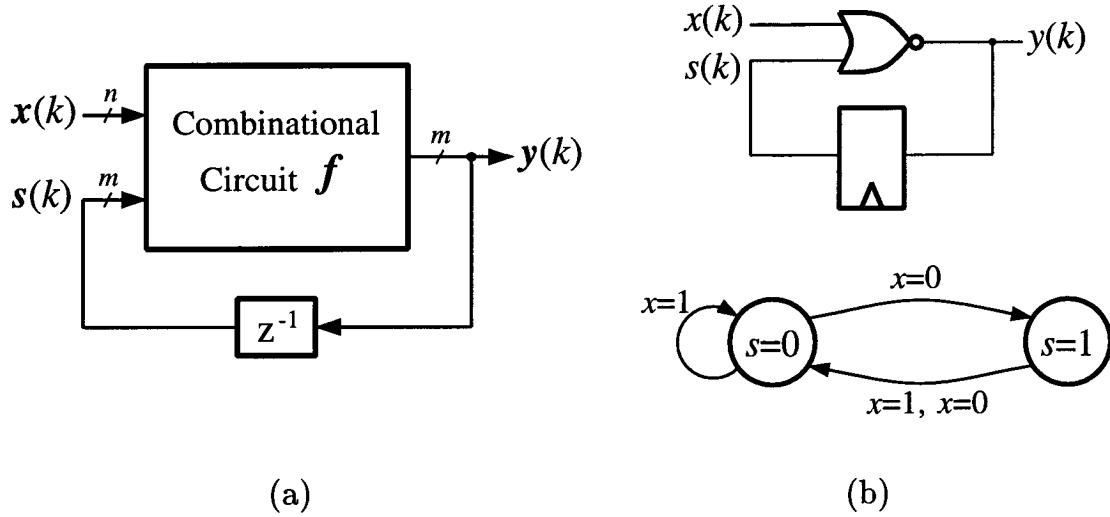 x(k)
n
Combinational
Circuit f
s(k)
m
m
y(k)
z⁻¹
(a)
x(k)
s(k)
y(k)
x=1
s=0
x=0
s=1
x=1, x=0
(b)